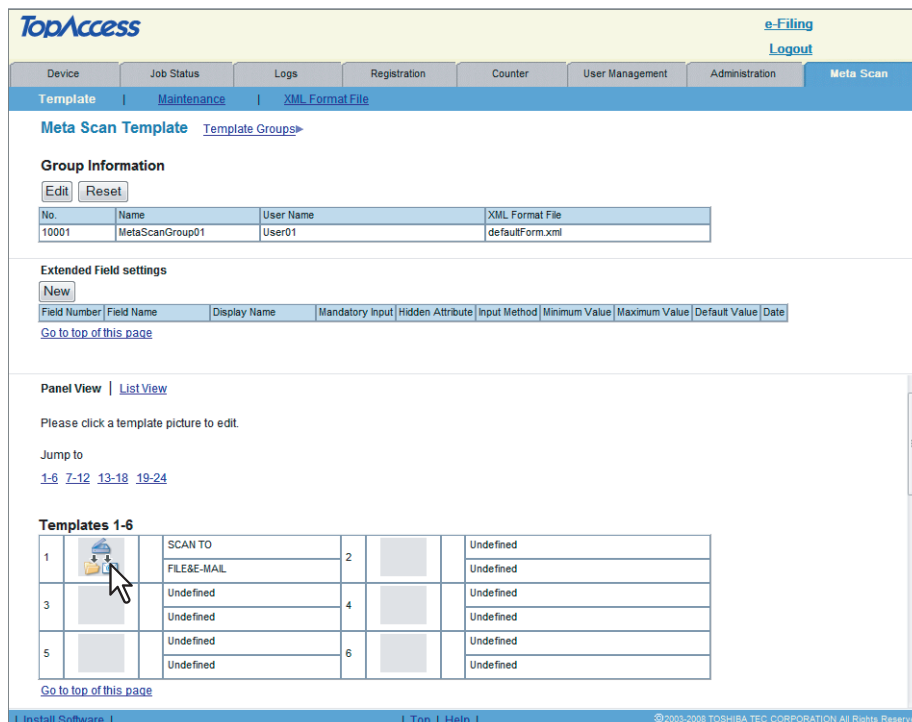 TopAccess
e-Filing
Logout
Device Job Status Logs Registration Counter User Management Administration Meta Scan
Template | Maintenance | XML Format File
Meta Scan Template Template Groups▶
Group Information
Edit Reset
No. Name User Name XML Format File
10001 MetaScanGroup01 User01 defaultForm.xml
Extended Field settings
New
Field Number Field Name Display Name Mandatory Input Hidden Attribute Input Method Minimum Value Maximum Value Default Value Date
Go to top of this page
Panel View | List View
Please click a template picture to edit.
Jump to
1-6 7-12 13-18 19-24
Templates 1-6
1 SCAN TO 2 Undefined
FILE&E-MAIL Undefined
3 Undefined 4 Undefined
Undefined Undefined
5 Undefined 6 Undefined
Undefined Undefined
Go to top of this page
| Install Software | | Top | Help | ©2003-2008 TOSHIBA TEC CORPORATION All Rights